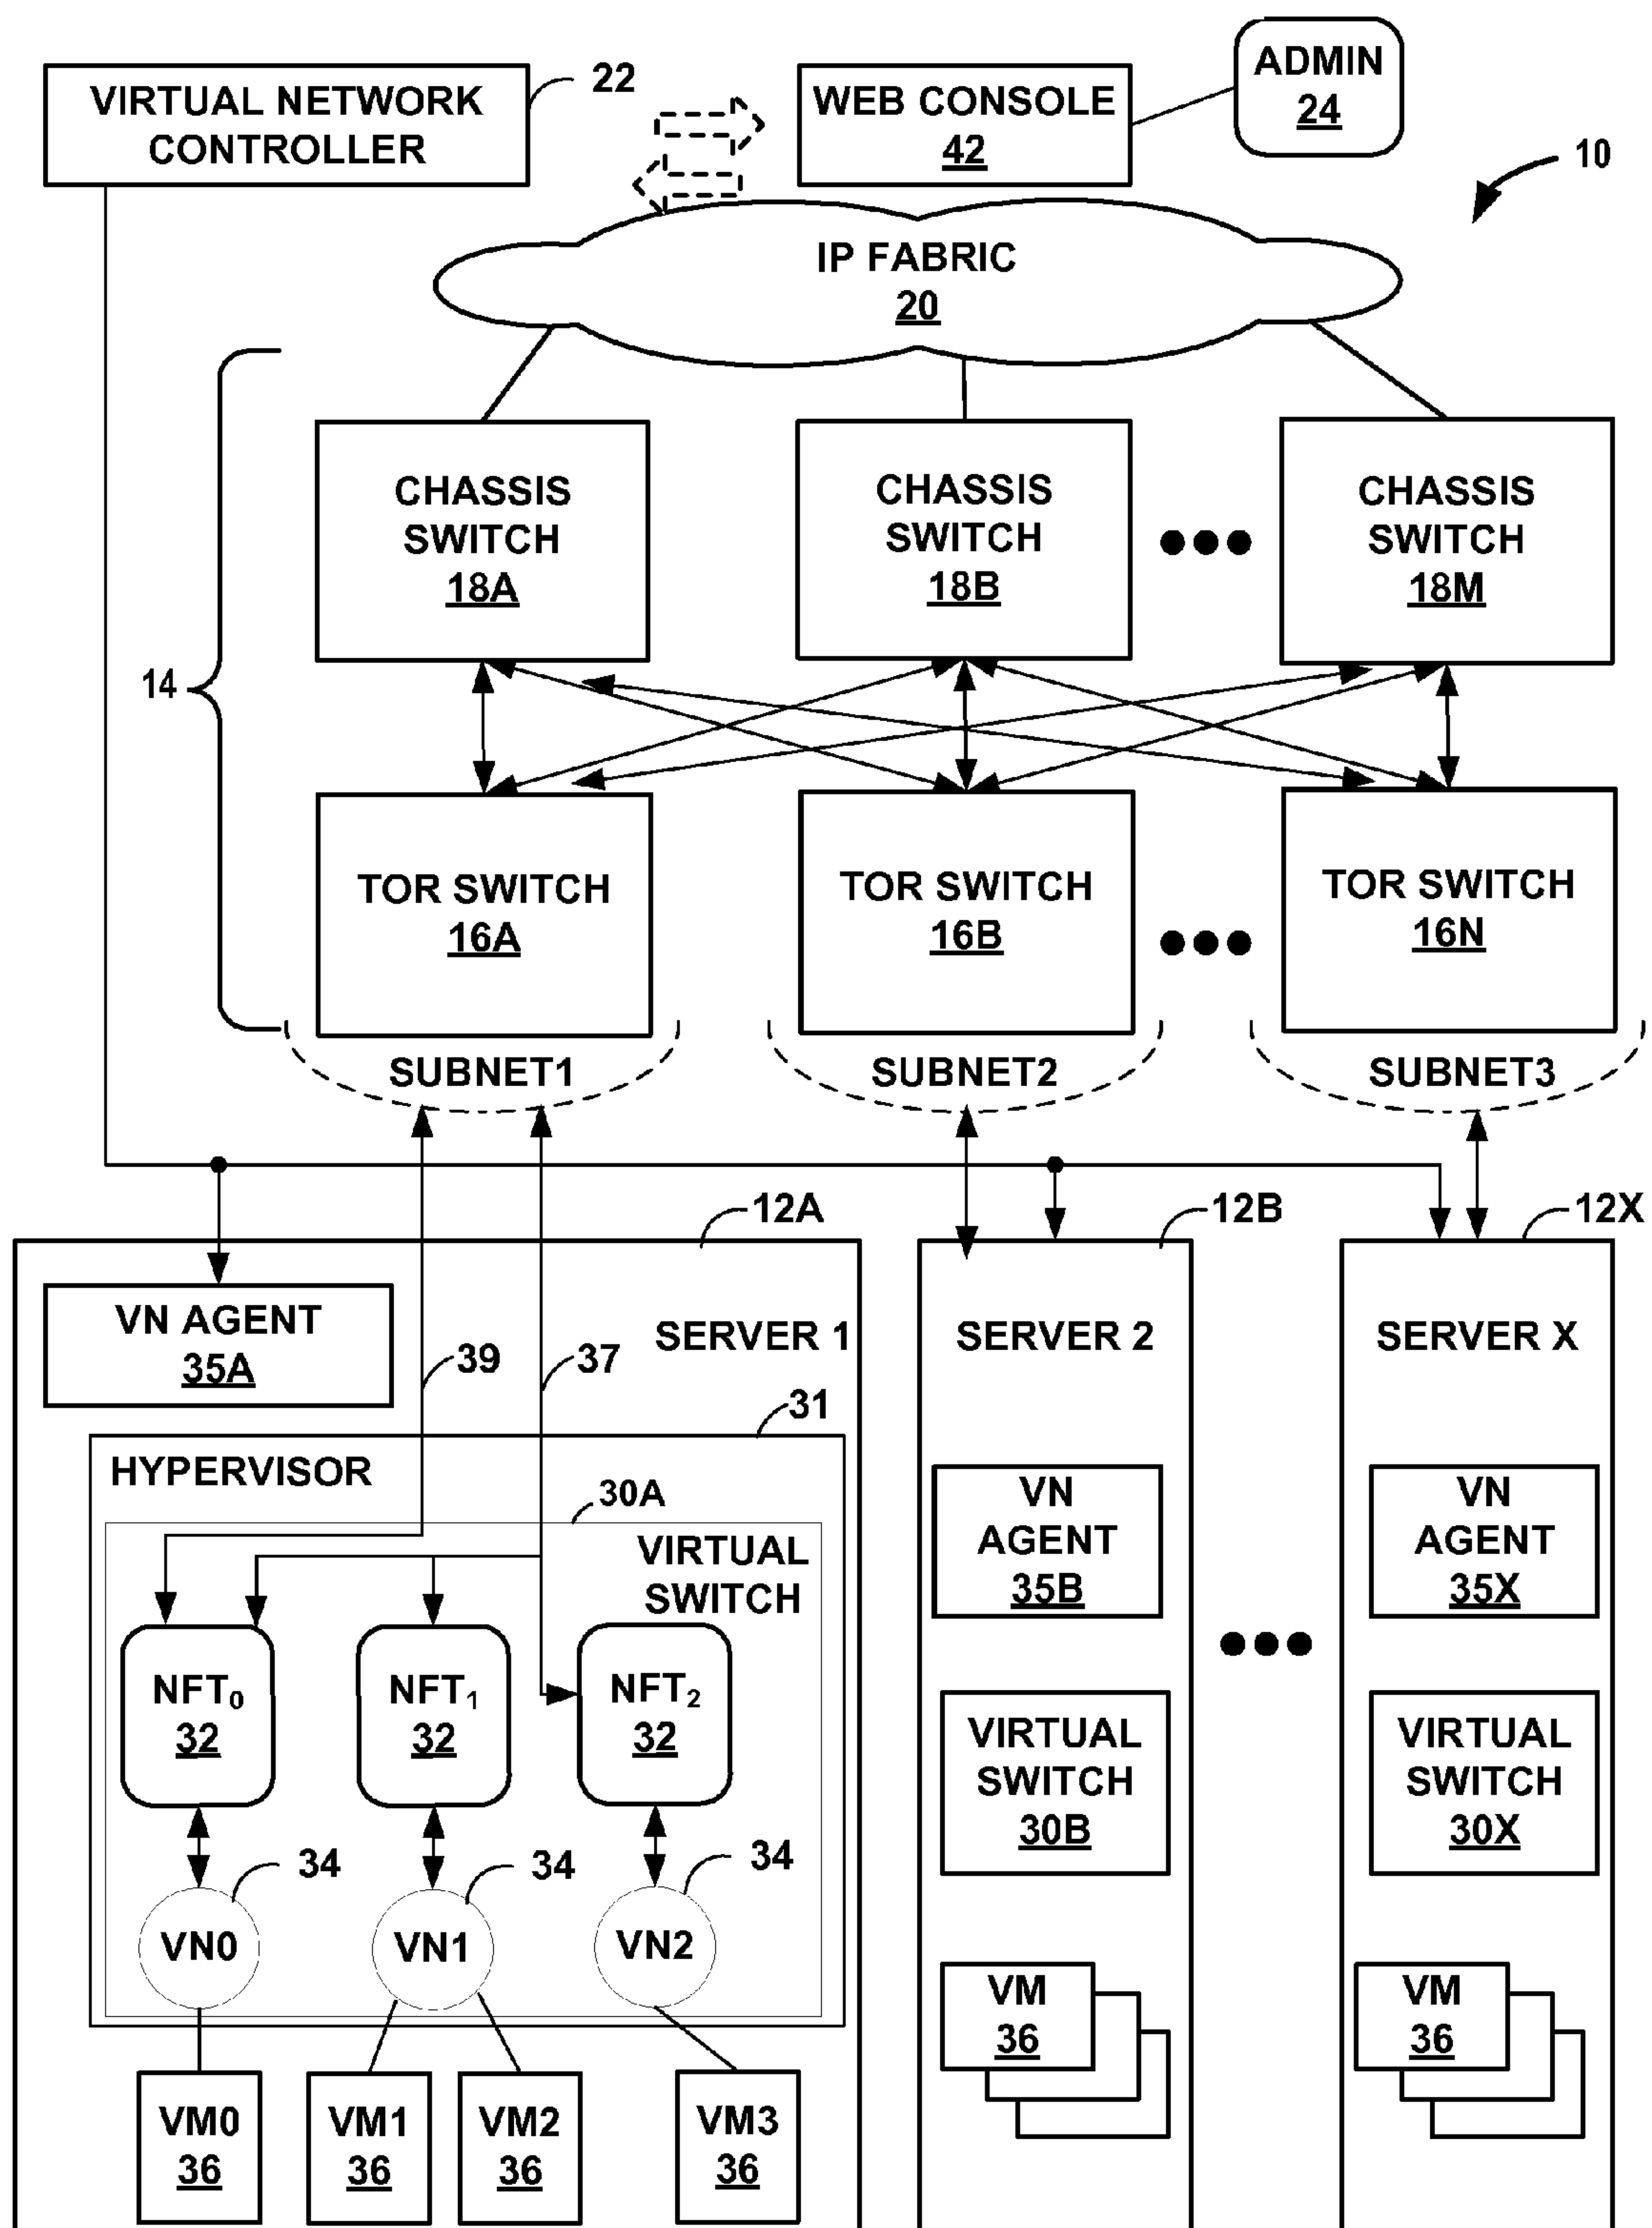 VIRTUAL NETWORK
CONTROLLER
22
WEB CONSOLE
42
ADMIN
24
10
IP FABRIC
20
14
CHASSIS
SWITCH
18A
CHASSIS
SWITCH
18B
CHASSIS
SWITCH
18M
TOR SWITCH
16A
TOR SWITCH
16B
TOR SWITCH
16N
SUBNET1
SUBNET2
SUBNET3
12A
12B
12X
VN AGENT
35A
SERVER 1
39
37
31
HYPERVISOR
30A
VIRTUAL
SWITCH
NFT₀
32
NFT₁
32
NFT₂
32
34
34
34
VN0
VN1
VN2
VM0
36
VM1
36
VM2
36
VM3
36
SERVER 2
VN
AGENT
35B
VIRTUAL
SWITCH
30B
VM
36
SERVER X
VN
AGENT
35X
VIRTUAL
SWITCH
30X
VM
36